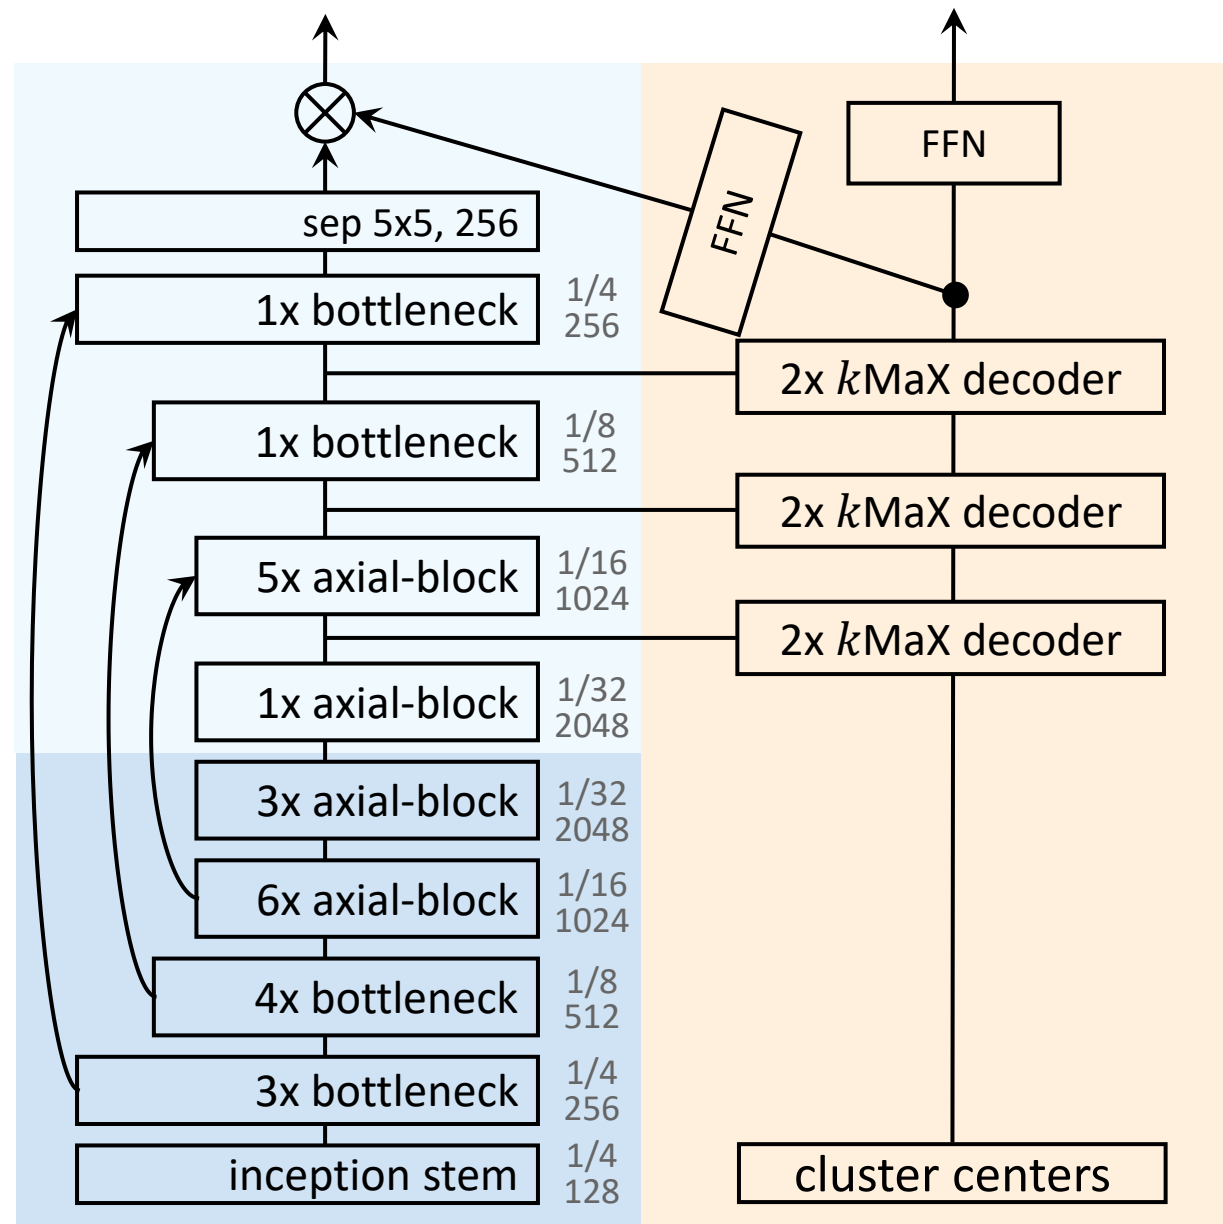 FFN
FFN
sep 5x5, 256
1x bottleneck
1/4
256
2x kMaX decoder
1x bottleneck
1/8
512
2x kMaX decoder
5x axial-block
1/16
1024
2x kMaX decoder
1x axial-block
1/32
2048
3x axial-block
1/32
2048
6x axial-block
1/16
1024
4x bottleneck
1/8
512
3x bottleneck
1/4
256
inception stem
1/4
128
cluster centers